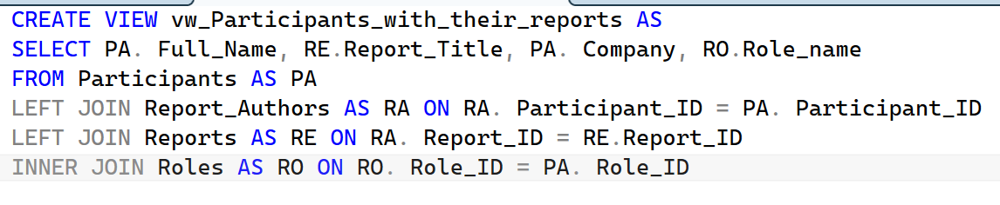 CREATE VIEW vw_Participants_with_their_reports AS
SELECT PA. Full_Name, RE.Report_Title, PA. Company, RO.Role_name
FROM Participants AS PA
LEFT JOIN Report_Authors AS RA ON RA. Participant_ID = PA. Participant_ID
LEFT JOIN Reports AS RE ON RA. Report_ID = RE.Report_ID
INNER JOIN Roles AS RO ON RO. Role_ID = PA. Role_ID